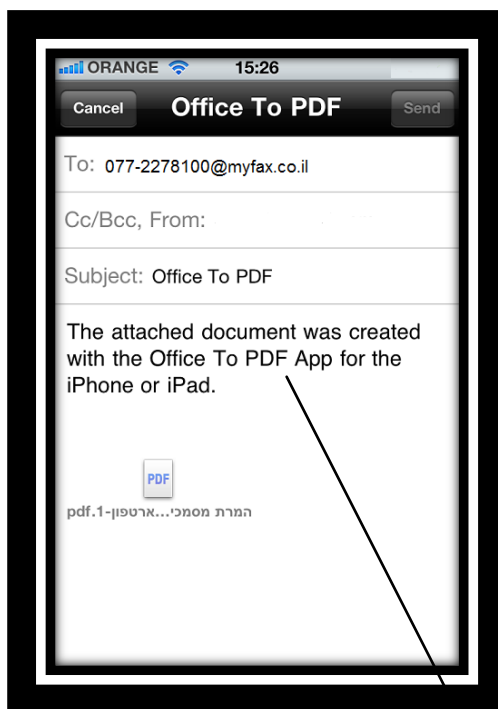 ORANGE 15:26
Cancel Office To PDF Send
To: 077-2278100@myfax.co.il
Cc/Bcc, From:
Subject: Office To PDF
The attached document was created
with the Office To PDF App for the
iPhone or iPad.
PDF
המרת מסמכי...ארטפון-1.pdf